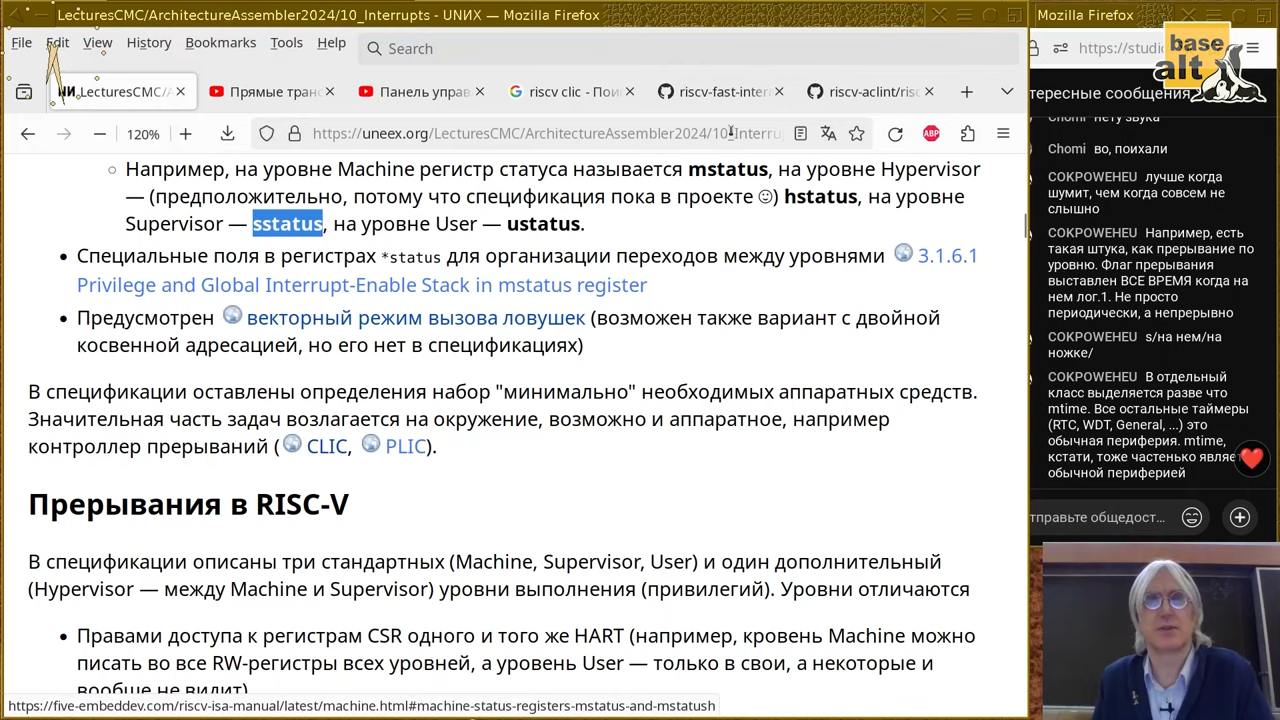 LecturesCMC/ArchitectureAssembler2024/10_Interrupts - UNИX — Mozilla Firefox
Mozilla Firefox
File Edit View History Bookmarks Tools Help
Search
LecturesCMC/A
Прямые тран
Панель управ
riscv clic - Пои
riscv-fast-inter
riscv-aclint/risc
120%
https://uneex.org/LecturesCMC/ArchitectureAssembler2024/10_Interru
ABP
Например, на уровне Machine регистр статуса называется mstatus, на уровне Hypervisor
— (предположительно, потому что спецификация пока в проекте ☺) hstatus, на уровне
Supervisor — sstatus, на уровне User — ustatus.
Специальные поля в регистрах *status для организации переходов между уровнями 3.1.6.1
Privilege and Global Interrupt-Enable Stack in mstatus register
Предусмотрен векторный режим вызова ловушек (возможен также вариант с двойной
косвенной адресацией, но его нет в спецификациях)
В спецификации оставлены определения набор "минимально" необходимых аппаратных средств.
Значительная часть задач возлагается на окружение, возможно и аппаратное, например
контроллер прерываний ( CLIC, PLIC).
Прерывания в RISC-V
В спецификации описаны три стандартных (Machine, Supervisor, User) и один дополнительный
(Hypervisor — между Machine и Supervisor) уровни выполнения (привилегий). Уровни отличаются
Правами доступа к регистрам CSR одного и того же HART (например, кровень Machine можно
писать во все RW-регистры всех уровней, а уровень User — только в свои, а некоторые и
вообще не видит)
https://five-embeddev.com/riscv-isa-manual/latest/machine.html#machine-status-registers-mstatus-and-mstatush
https://studi
base
alt
тересные сообщения
Chomi нету звука
Chomi во, поихали
COKPOWEHEU лучше когда
шумит, чем когда совсем не
слышно
COKPOWEHEU Например, есть
такая штука, как прерывание по
уровню. Флаг прерывания
выставлен ВСЕ ВРЕМЯ когда на
нем лог.1. Не просто
периодически, а непрерывно
COKPOWEHEU s/на нем/на
ножке/
COKPOWEHEU В отдельный
класс выделяется разве что
mtime. Все остальные таймеры
(RTC, WDT, General, ...) это
обычная периферия. mtime,
кстати, тоже частенько являет
обычной периферией
тправьте общедост...